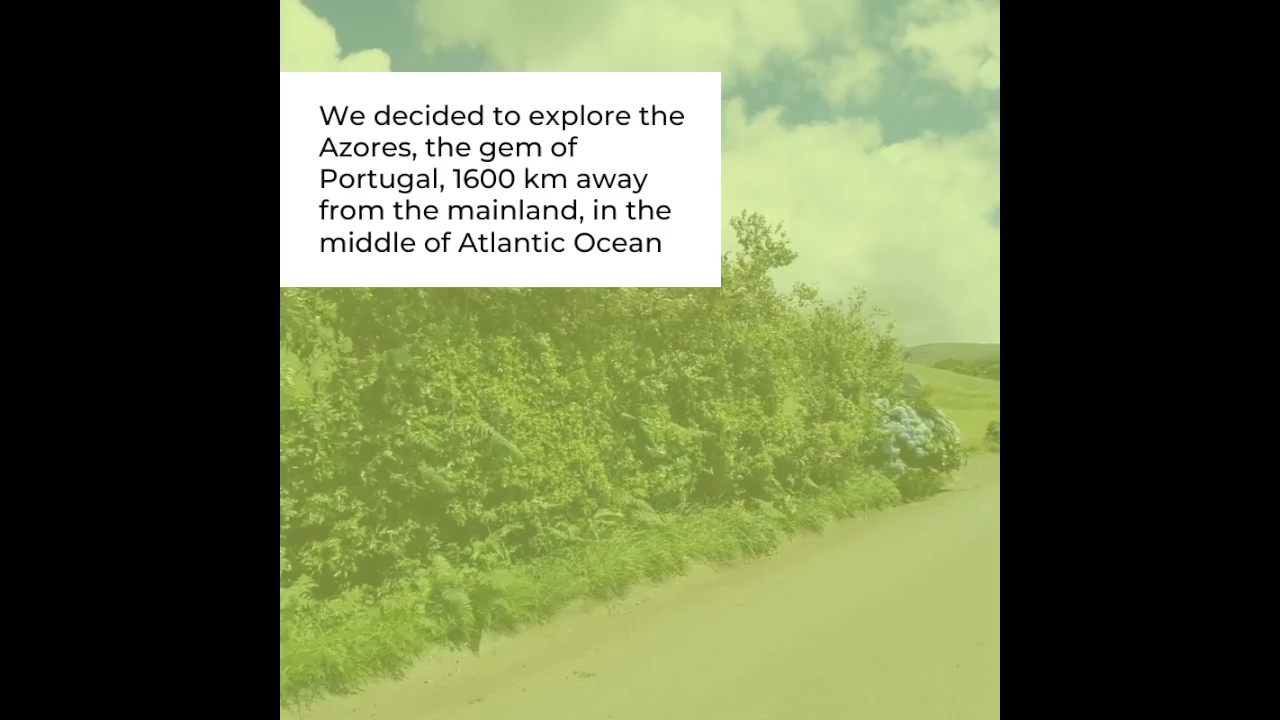 We decided to explore the
Azores, the gem of
Portugal, 1600 km away
from the mainland, in the
middle of Atlantic Ocean